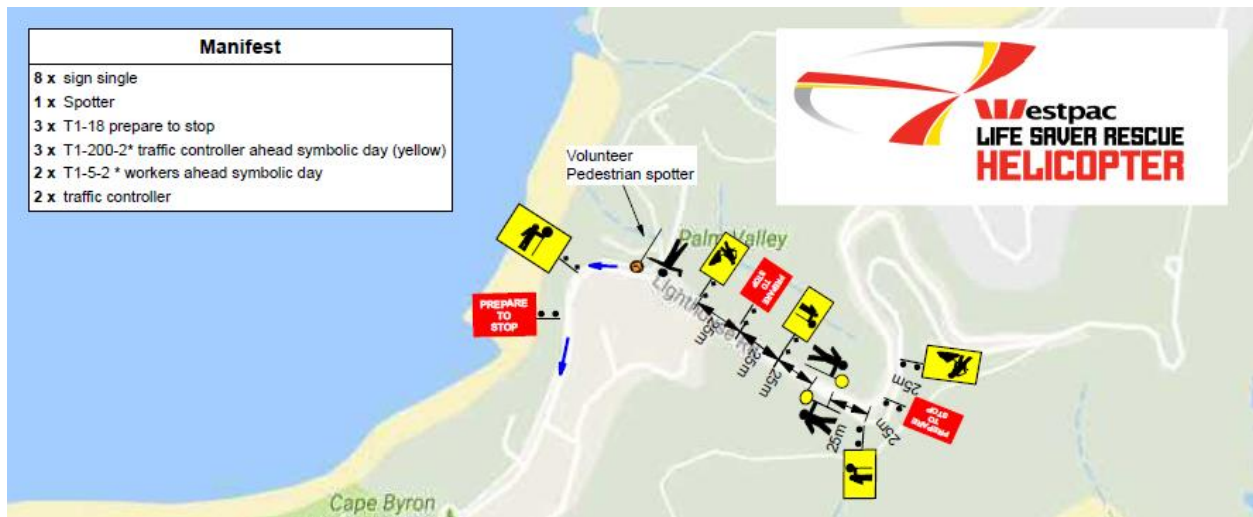 Manifest
8 x sign single
1 x Spotter
3 x T1-18 prepare to stop
3 x T1-200-2* traffic controller ahead symbolic day (yellow)
2 x T1-5-2 * workers ahead symbolic day
2 x traffic controller
Westpac
LIFE SAVER RESCUE
HELICOPTER
Volunteer
Pedestrian spotter
Palm Valley
PREPARE
TO
STOP
Lighthouse Rd
PREPARE
TO
STOP
25m
25m
25m
25m
25m
25m
PREPARE
TO
STOP
Cape Byron